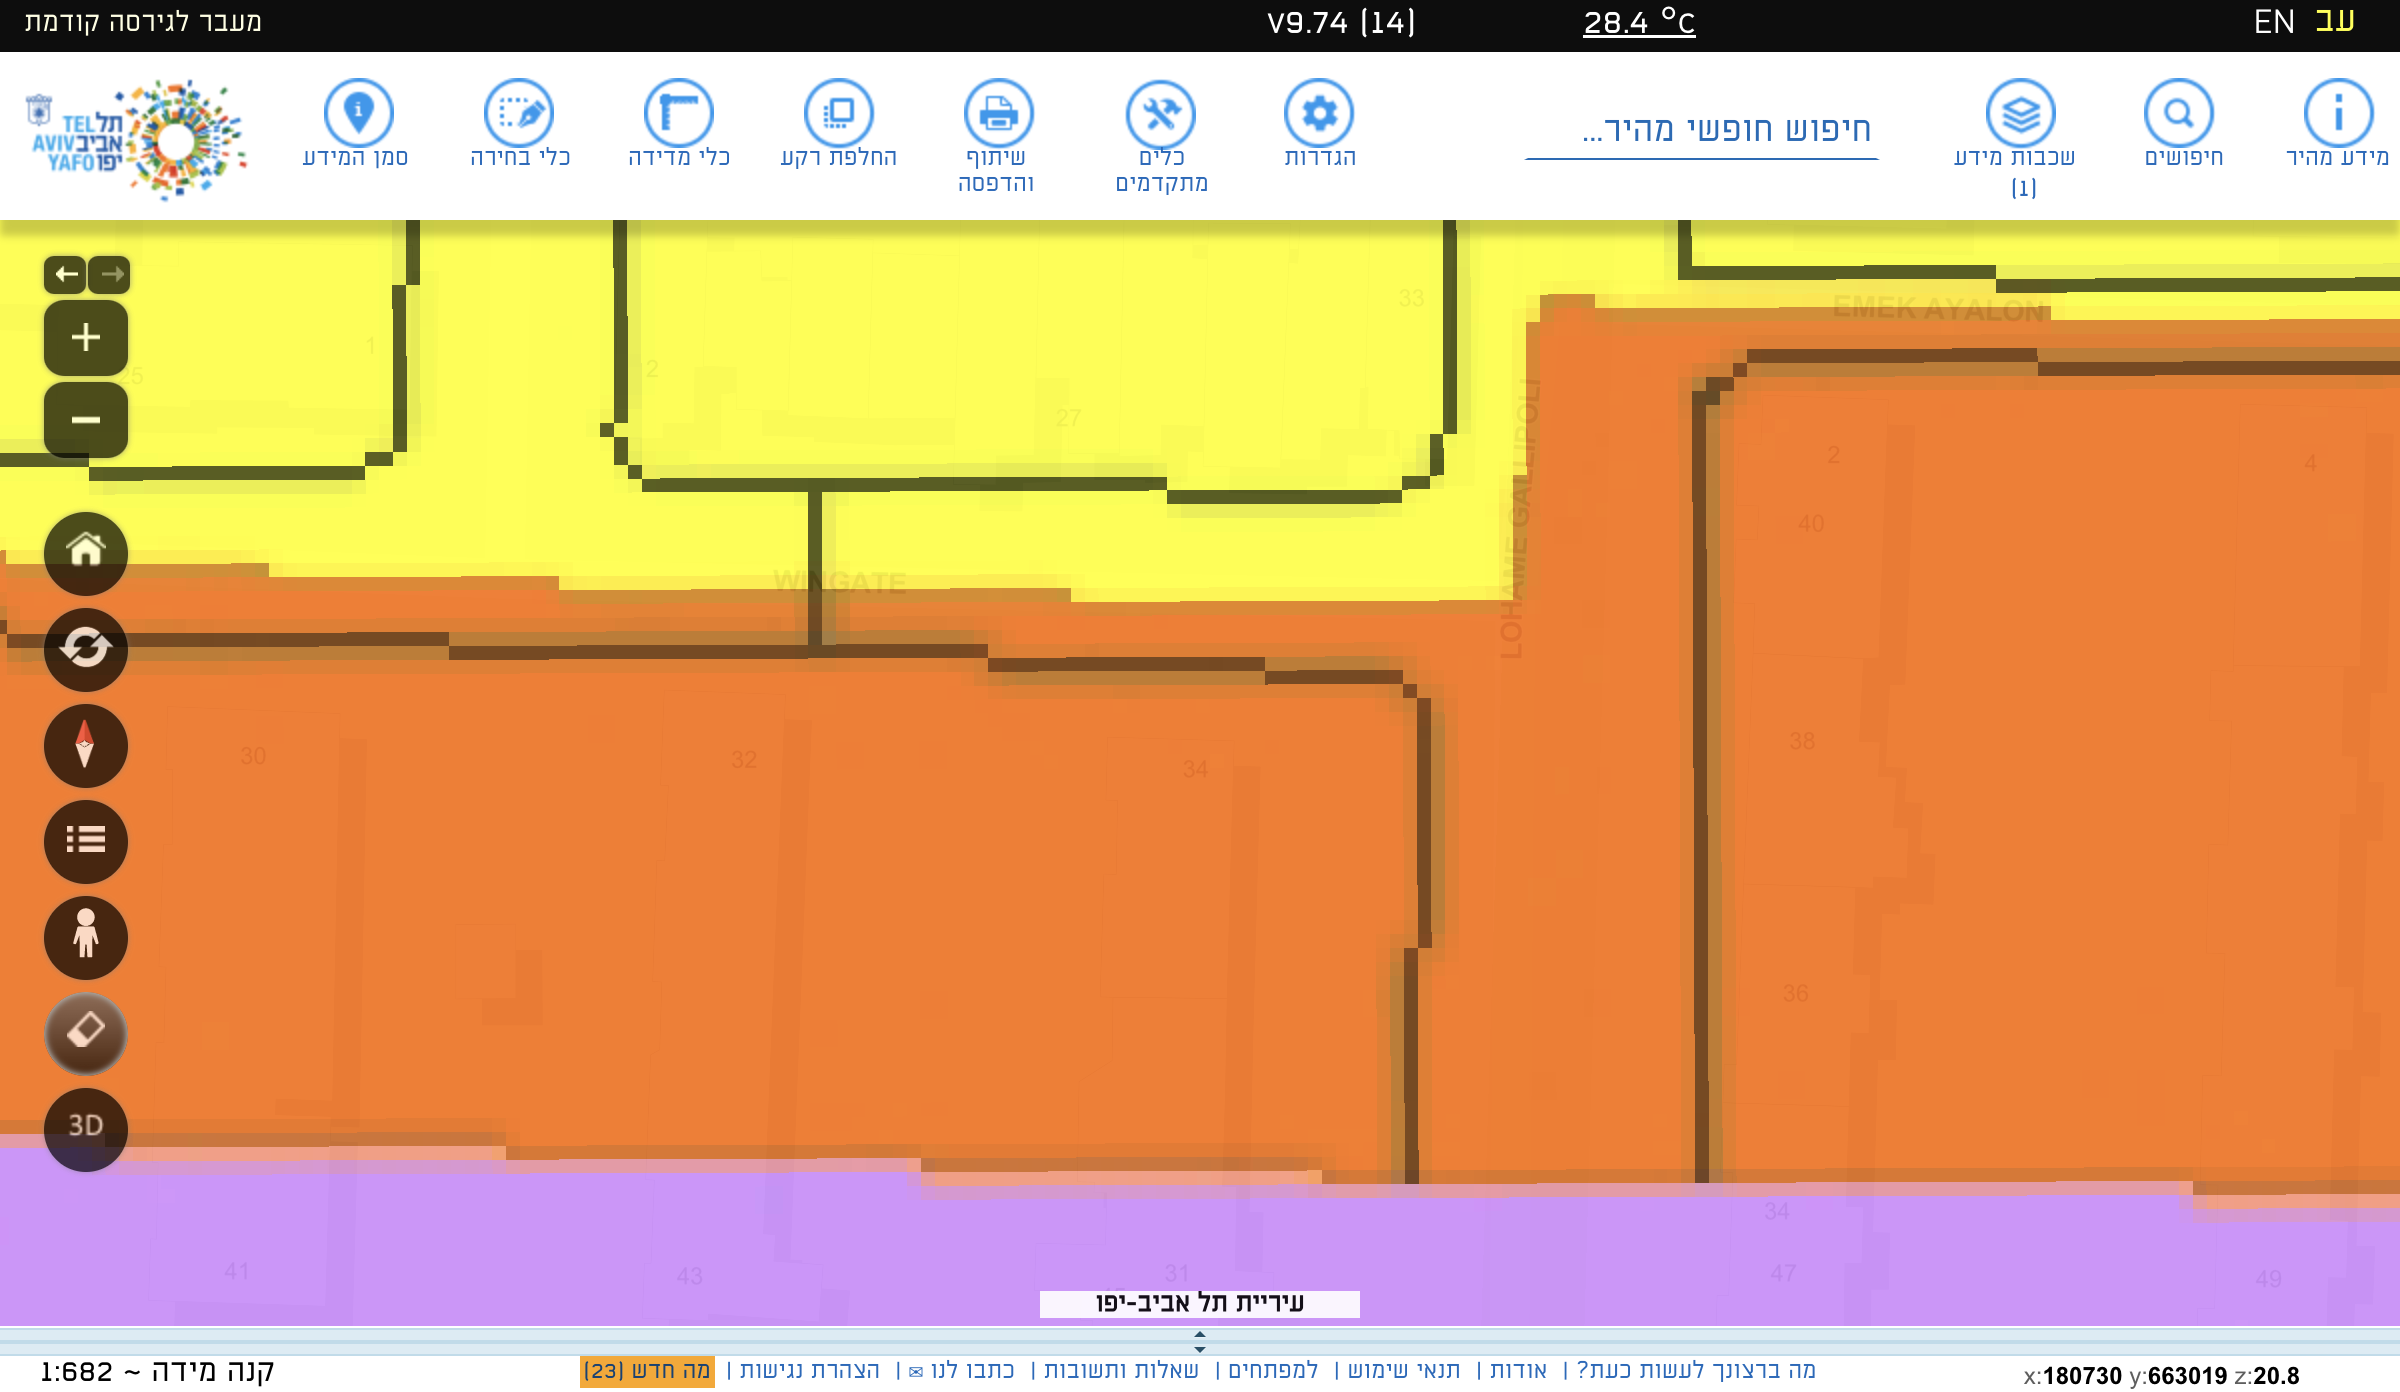 מעבר לגירסה קודמת
V9.74 (14)
28.4 °C
EN עב
תל TEL
אביב AVIV
יפו YAFO
סמן המידע
כלי בחירה
כלי מדידה
החלפת רקע
שיתוף והדפסה
כלים מתקדמים
הגדרות
חיפוש חופשי מהיר...
שכבות מידע (1)
חיפושים
מידע מהיר
33
EMEK AYALON
1
25
2
27
2
4
40
WINGATE
LOHAME GALLIPOLI
30
32
34
38
36
3D
34
41
43
31
47
49
עיריית תל אביב-יפו
קנה מידה ~ 1:682
מה ברצונך לעשות כעת? | אודות | תנאי שימוש | למפתחים | שאלות ותשובות | כתבו לנו ✉ | הצהרת נגישות | מה חדש (23)
x:180730 y:663019 z:20.8